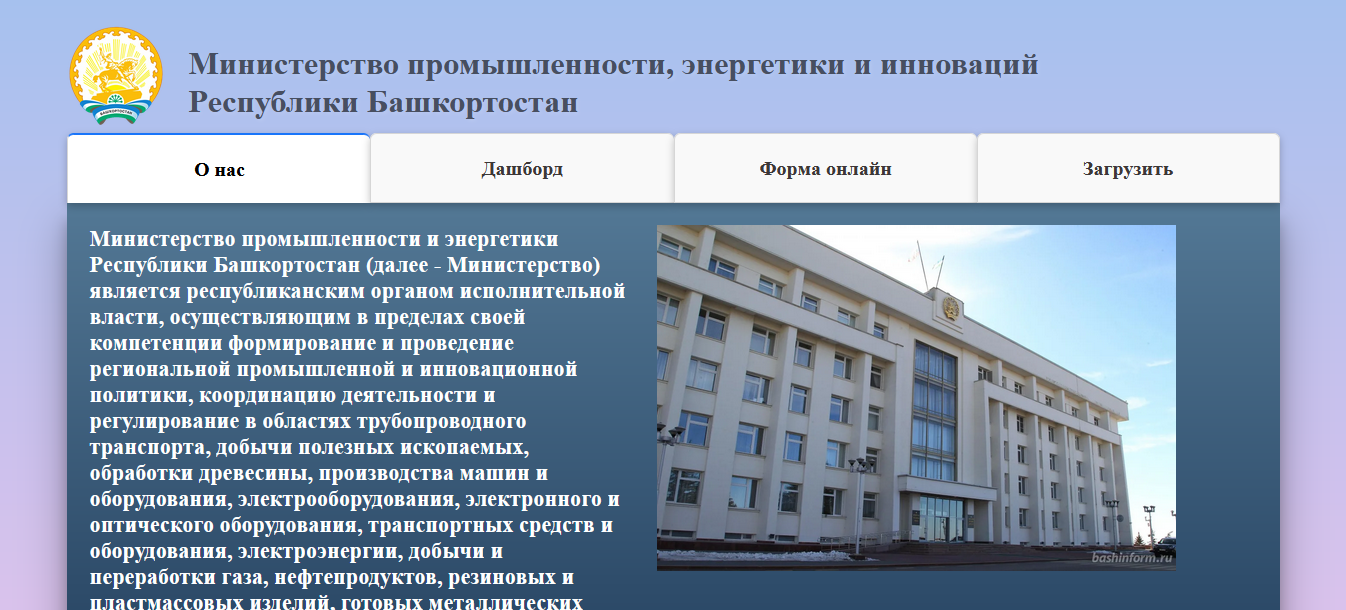 БАШКОРТОСТАН
Министерство промышленности, энергетики и инноваций
Республики Башкортостан
О нас
Дашборд
Форма онлайн
Загрузить
Министерство промышленности и энергетики
Республики Башкортостан (далее - Министерство)
является республиканским органом исполнительной
власти, осуществляющим в пределах своей
компетенции формирование и проведение
региональной промышленной и инновационной
политики, координацию деятельности и
регулирование в областях трубопроводного
транспорта, добычи полезных ископаемых,
обработки древесины, производства машин и
оборудования, электрооборудования, электронного и
оптического оборудования, транспортных средств и
оборудования, электроэнергии, добычи и
переработки газа, нефтепродуктов, резиновых и
пластмассовых изделий, готовых металлических
bashinform.ru